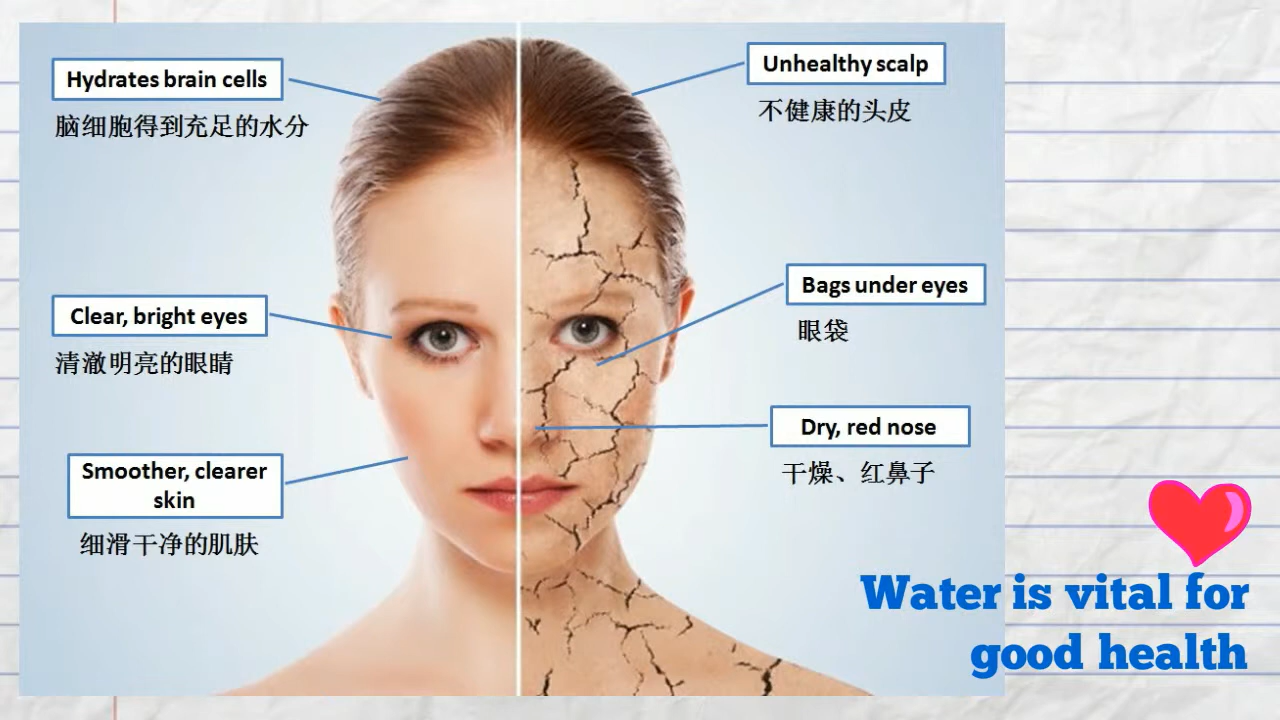 Hydrates brain cells
脑细胞得到充足的水分
Clear, bright eyes
清澈明亮的眼睛
Smoother, clearer
skin
细滑干净的肌肤
Unhealthy scalp
不健康的头皮
Bags under eyes
眼袋
Dry, red nose
干燥、红鼻子
Water is vital for
good health